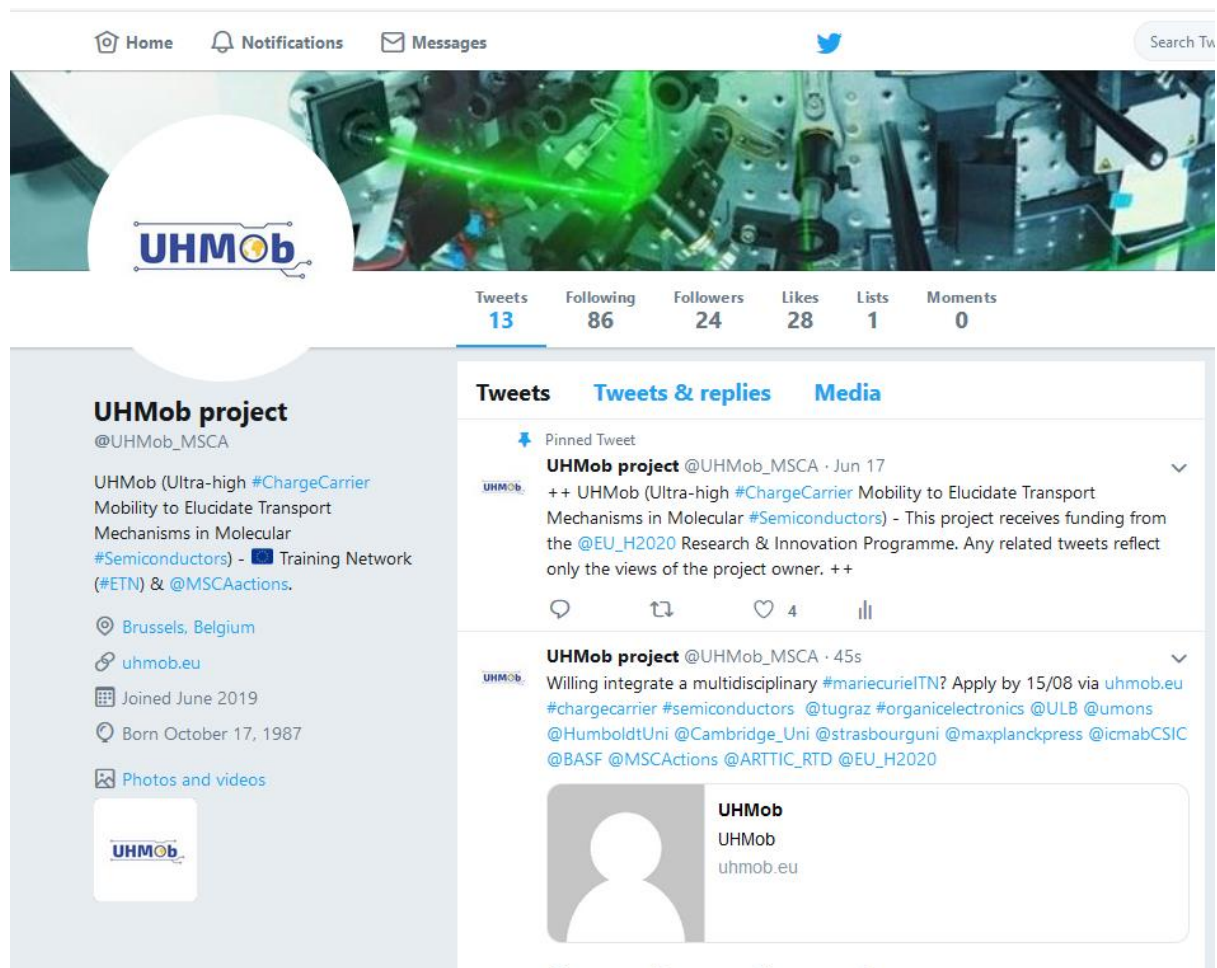 Home Notifications Messages Search Tw
UHMob
Tweets Following Followers Likes Lists Moments
13 86 24 28 1 0
UHMob project
@UHMob_MSCA
UHMob (Ultra-high #ChargeCarrier
Mobility to Elucidate Transport
Mechanisms in Molecular
#Semiconductors) - 🇪🇺 Training Network
(#ETN) & @MSCAactions.
Brussels, Belgium
uhmob.eu
Joined June 2019
Born October 17, 1987
Photos and videos
UHMob
Tweets Tweets & replies Media
Pinned Tweet
UHMob project @UHMob_MSCA · Jun 17
UHMOb
++ UHMob (Ultra-high #ChargeCarrier Mobility to Elucidate Transport
Mechanisms in Molecular #Semiconductors) - This project receives funding from
the @EU_H2020 Research & Innovation Programme. Any related tweets reflect
only the views of the project owner. ++
4
UHMob project @UHMob_MSCA · 45s
UHMOb
Willing integrate a multidisciplinary #mariecurieITN? Apply by 15/08 via uhmob.eu
#chargecarrier #semiconductors @tugraz #organicelectronics @ULB @umons
@HumboldtUni @Cambridge_Uni @strasbourguni @maxplanckpress @icmabCSIC
@BASF @MSCActions @ARTTIC_RTD @EU_H2020
UHMob
UHMob
uhmob.eu